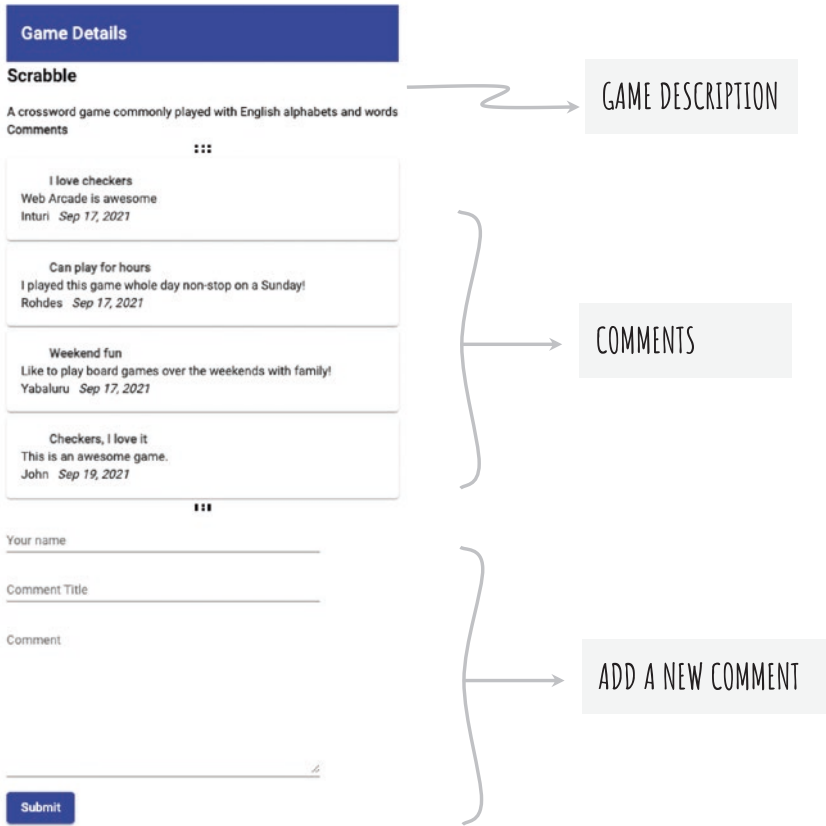 Game Details
Scrabble
A crossword game commonly played with English alphabets and words
Comments
I love checkers
Web Arcade is awesome
Inturi Sep 17, 2021
Can play for hours
I played this game whole day non-stop on a Sunday!
Rohdes Sep 17, 2021
Weekend fun
Like to play board games over the weekends with family!
Yabaluru Sep 17, 2021
Checkers, I love it
This is an awesome game.
John Sep 19, 2021
Your name
Comment Title
Comment
Submit
GAME DESCRIPTION
COMMENTS
ADD A NEW COMMENT